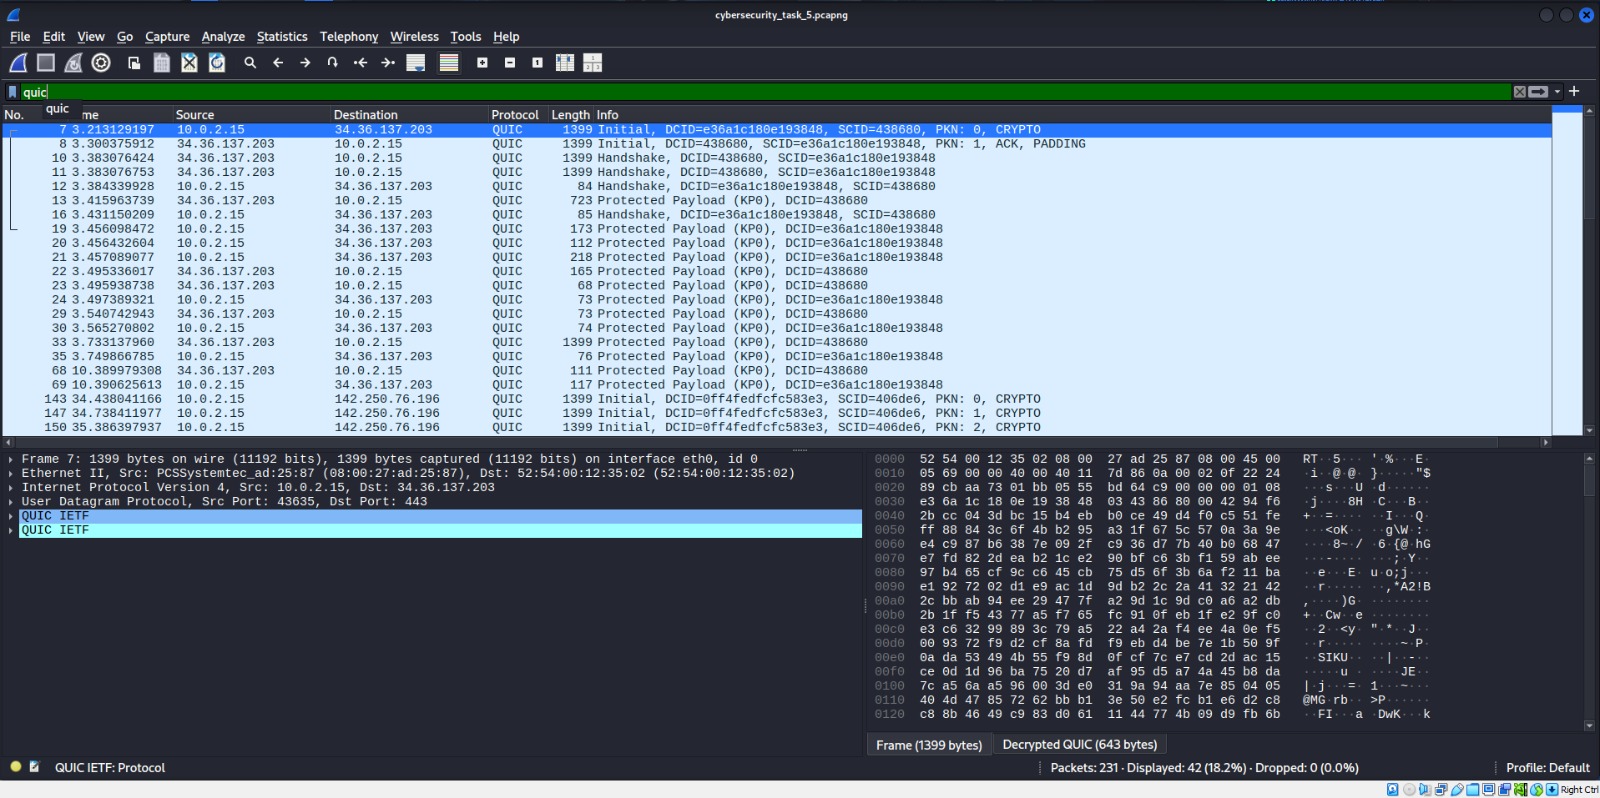 cybersecurity_task_5.pcapng
File Edit View Go Capture Analyze Statistics Telephony Wireless Tools Help
quic
quic
No. me Source Destination Protocol Length Info
7 3.213129197 10.0.2.15 34.36.137.203 QUIC 1399 Initial, DCID=e36a1c180e193848, SCID=438680, PKN: 0, CRYPTO
8 3.300375912 34.36.137.203 10.0.2.15 QUIC 1399 Initial, DCID=438680, SCID=e36a1c180e193848, PKN: 1, ACK, PADDING
10 3.383076424 34.36.137.203 10.0.2.15 QUIC 1399 Handshake, DCID=438680, SCID=e36a1c180e193848
11 3.383076753 34.36.137.203 10.0.2.15 QUIC 1399 Handshake, DCID=438680, SCID=e36a1c180e193848
12 3.384339928 10.0.2.15 34.36.137.203 QUIC 84 Handshake, DCID=e36a1c180e193848, SCID=438680
13 3.415963739 34.36.137.203 10.0.2.15 QUIC 723 Protected Payload (KP0), DCID=438680
16 3.431150209 10.0.2.15 34.36.137.203 QUIC 85 Handshake, DCID=e36a1c180e193848, SCID=438680
19 3.456098472 10.0.2.15 34.36.137.203 QUIC 173 Protected Payload (KP0), DCID=e36a1c180e193848
20 3.456432604 10.0.2.15 34.36.137.203 QUIC 112 Protected Payload (KP0), DCID=e36a1c180e193848
21 3.457089077 10.0.2.15 34.36.137.203 QUIC 218 Protected Payload (KP0), DCID=e36a1c180e193848
22 3.495336017 34.36.137.203 10.0.2.15 QUIC 165 Protected Payload (KP0), DCID=438680
23 3.495938738 34.36.137.203 10.0.2.15 QUIC 68 Protected Payload (KP0), DCID=438680
24 3.497389321 10.0.2.15 34.36.137.203 QUIC 73 Protected Payload (KP0), DCID=e36a1c180e193848
29 3.540742943 34.36.137.203 10.0.2.15 QUIC 73 Protected Payload (KP0), DCID=438680
30 3.565270802 10.0.2.15 34.36.137.203 QUIC 74 Protected Payload (KP0), DCID=e36a1c180e193848
33 3.733137960 34.36.137.203 10.0.2.15 QUIC 1399 Protected Payload (KP0), DCID=438680
35 3.749866785 10.0.2.15 34.36.137.203 QUIC 76 Protected Payload (KP0), DCID=e36a1c180e193848
68 10.389979308 34.36.137.203 10.0.2.15 QUIC 111 Protected Payload (KP0), DCID=438680
69 10.390625613 10.0.2.15 34.36.137.203 QUIC 117 Protected Payload (KP0), DCID=e36a1c180e193848
143 34.438041166 10.0.2.15 142.250.76.196 QUIC 1399 Initial, DCID=0ff4fedfcfc583e3, SCID=406de6, PKN: 0, CRYPTO
147 34.738411977 10.0.2.15 142.250.76.196 QUIC 1399 Initial, DCID=0ff4fedfcfc583e3, SCID=406de6, PKN: 1, CRYPTO
150 35.386397937 10.0.2.15 142.250.76.196 QUIC 1399 Initial, DCID=0ff4fedfcfc583e3, SCID=406de6, PKN: 2, CRYPTO
Frame 7: 1399 bytes on wire (11192 bits), 1399 bytes captured (11192 bits) on interface eth0, id 0
Ethernet II, Src: PCSSystemtec_ad:25:87 (08:00:27:ad:25:87), Dst: 52:54:00:12:35:02 (52:54:00:12:35:02)
Internet Protocol Version 4, Src: 10.0.2.15, Dst: 34.36.137.203
User Datagram Protocol, Src Port: 43635, Dst Port: 443
QUIC IETF
QUIC IETF
0000 52 54 00 12 35 02 08 00 27 ad 25 87 08 00 45 00 RT··5···'·%···E·
0010 05 69 00 00 40 00 40 11 7d 86 0a 00 02 0f 22 24 ·i··@·@·}·····"$
0020 89 cb aa 73 01 bb 05 55 bd 64 c9 00 00 00 01 08 ···s···U·d······
0030 e3 6a 1c 18 0e 19 38 48 03 43 86 80 00 42 94 f6 ·j····8H·C···B··
0040 2b cc 04 3d bc 15 b4 eb b0 ce 49 d4 f0 c5 51 fe +··=······I···Q·
0050 ff 88 84 3c 6f 4b b2 95 a3 1f 67 5c 57 0a 3a 9e ···<oK····g\W·:·
0060 e4 c9 87 b6 38 7e 09 2f c9 36 d7 7b 40 b0 68 47 ····8~·/·6·{@·hG
0070 e7 fd 82 2d ea b2 1c e2 90 bf c6 3b f1 59 ab ee ···-·······;·Y··
0080 97 b4 65 cf 9c c6 45 cb 75 d5 6f 3b 6a f2 11 ba ··e···E·u·o;j···
0090 e1 92 72 02 d1 e9 ac 1d 9d b2 2c 2a 41 32 21 42 ··r·······,*A2!B
00a0 2c bb ab 94 ee 29 47 7f a2 9d 1c 9d c0 a6 a2 db ,····)G·········
00b0 2b 1f f5 43 77 a5 f7 65 fc 91 0f eb 1f e2 9f c0 +··Cw··e········
00c0 e3 c6 32 99 89 3c 79 a5 22 a4 2a f4 ee 4a 0e f5 ··2··<y·"·*··J··
00d0 00 93 72 f9 d2 cf 8a fd f9 eb d4 be 7e 1b 50 9f ··r·········~·P·
00e0 0a da 53 49 4b 55 f9 8d 0f cf 7c e7 cd 2d ac 15 ··SIKU····|··-··
00f0 ce 0d 1d 96 ba 75 20 d7 af 95 d5 a7 4a 45 b8 da ·····u ·····JE··
0100 7c a5 6a a5 96 00 3d e0 31 9a 94 aa 7e 85 04 05 |·j···=·1···~···
0110 40 4d 47 85 72 62 bb b1 3e 50 e2 fc b1 e6 d2 c8 @MG·rb··>P······
0120 c8 8b 46 49 c9 83 d0 61 11 44 77 4b 09 d9 fb 6b ··FI···a·DwK···k
Frame (1399 bytes) Decrypted QUIC (643 bytes)
QUIC IETF: Protocol Packets: 231 · Displayed: 42 (18.2%) · Dropped: 0 (0.0%) Profile: Default
Right Ctrl